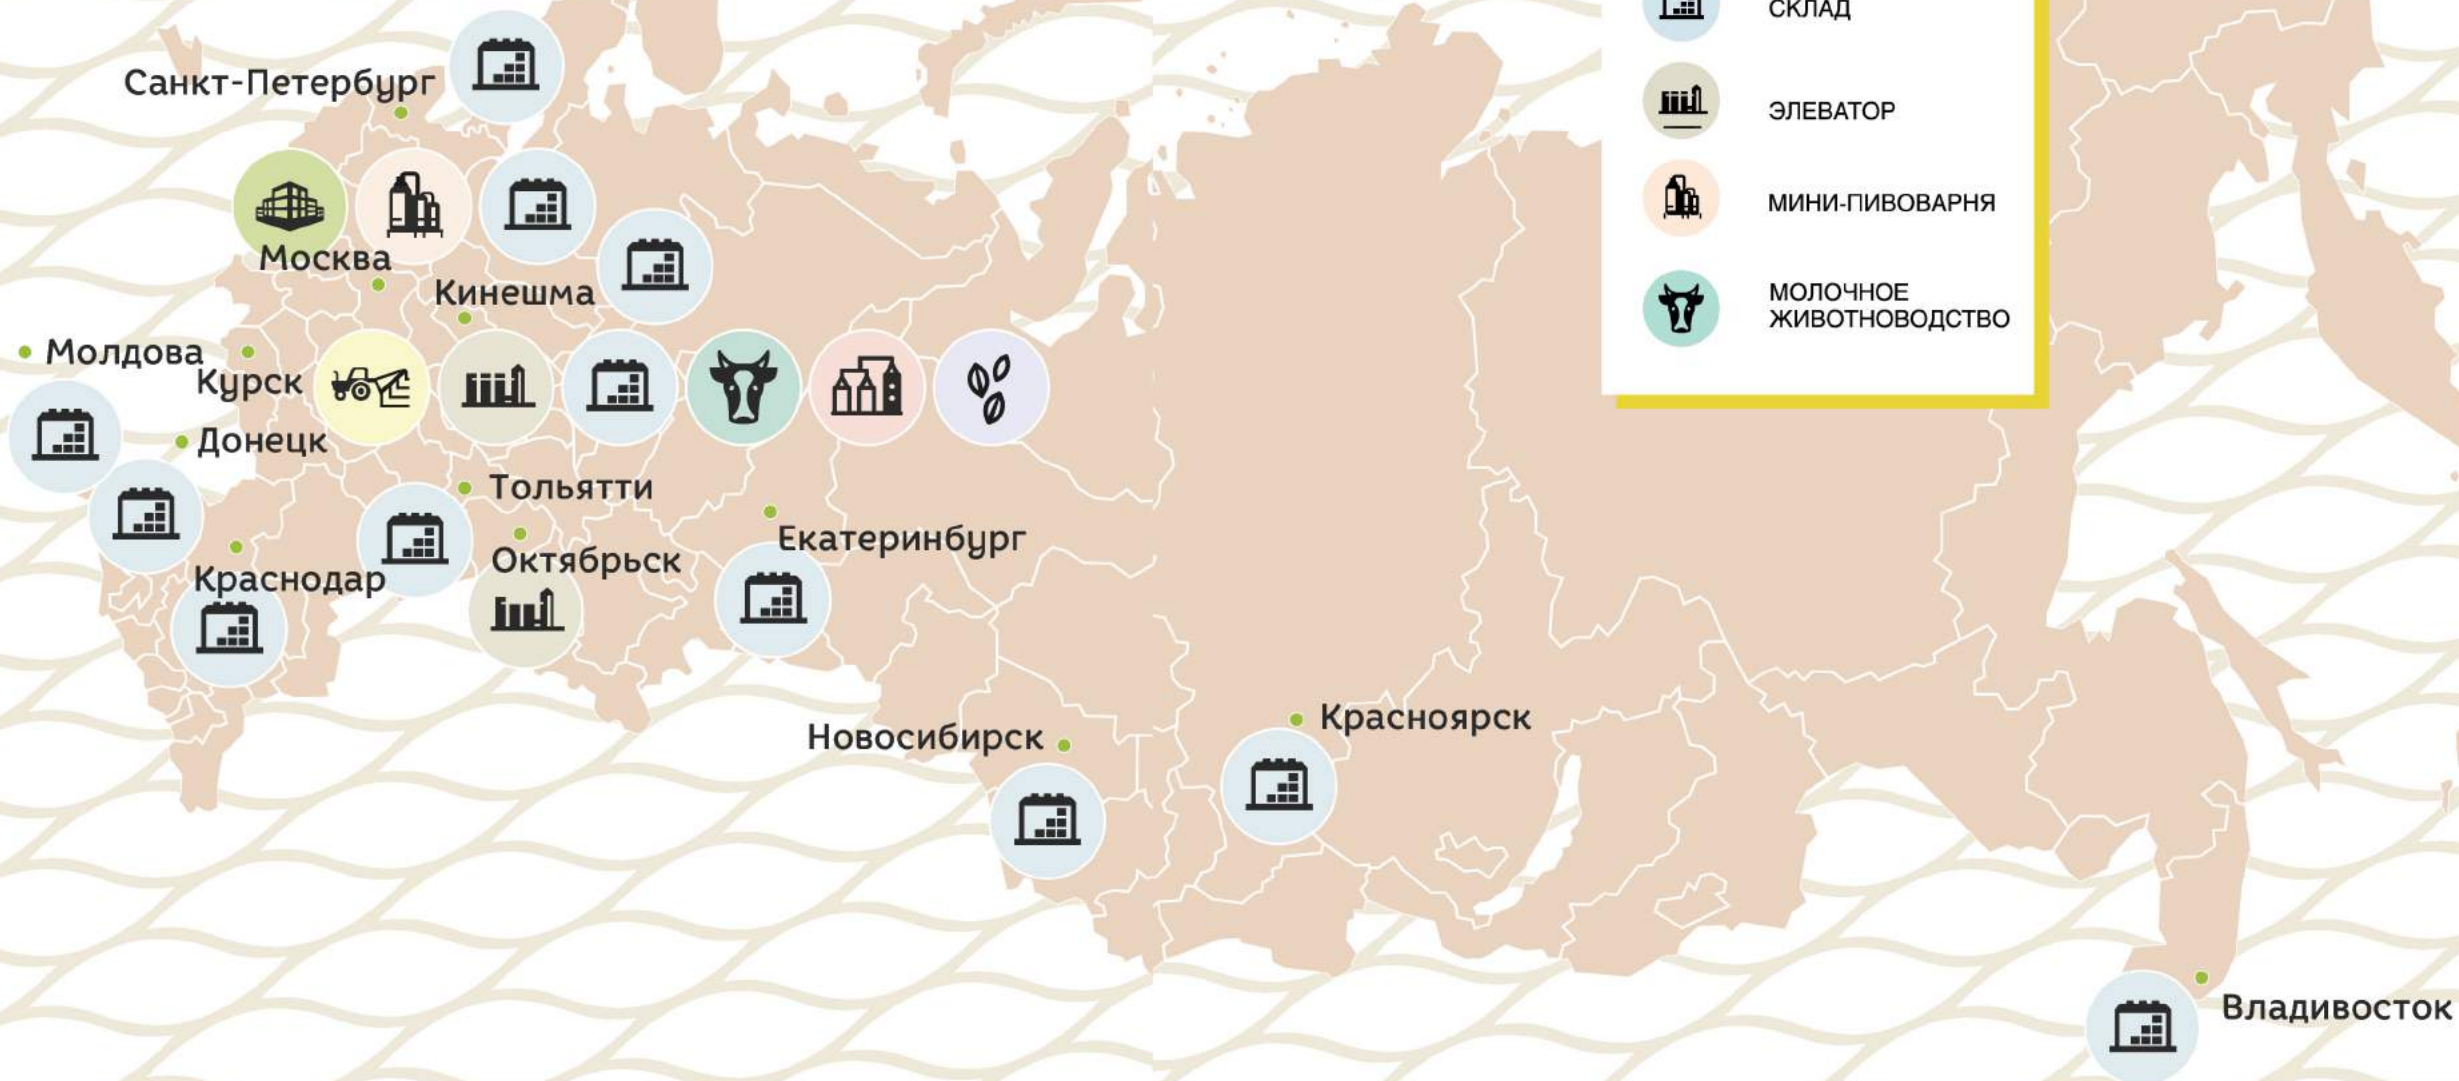 СКЛАД
ЭЛЕВАТОР
МИНИ-ПИВОВАРНЯ
МОЛОЧНОЕ
ЖИВОТНОВОДСТВО
Санкт-Петербург
Москва
Кинешма
Молдова
Курск
Донецк
Тольятти
Екатеринбург
Октябрьск
Краснодар
Новосибирск
Красноярск
Владивосток